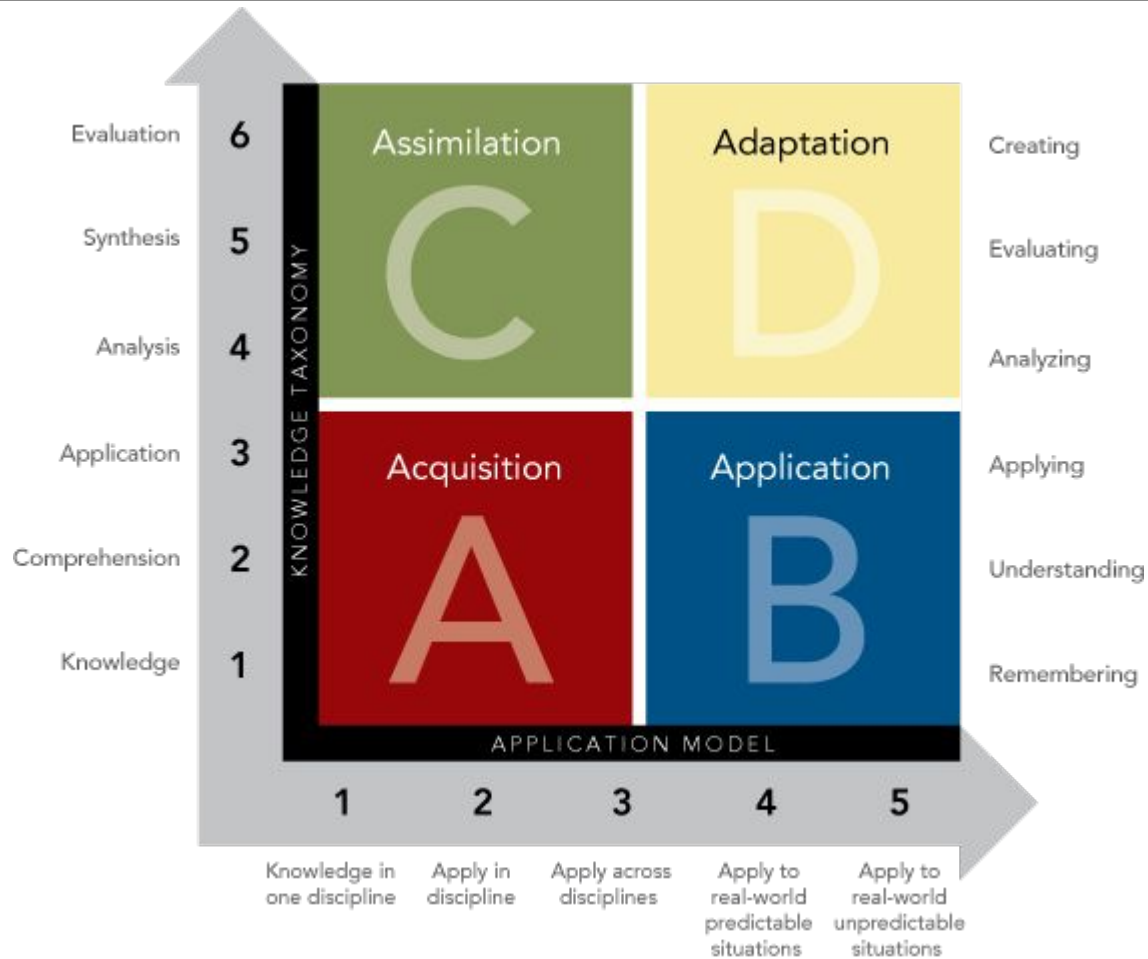 Evaluation 6 Assimilation Adaptation Creating
C D
Synthesis 5 Evaluating
Analysis 4 Analyzing
KNOWLEDGE TAXONOMY
Application 3 Acquisition Application Applying
A B
Comprehension 2 Understanding
Knowledge 1 Remembering
APPLICATION MODEL
1 2 3 4 5
Knowledge in
one discipline
Apply in
discipline
Apply across
disciplines
Apply to
real-world
predictable
situations
Apply to
real-world
unpredictable
situations